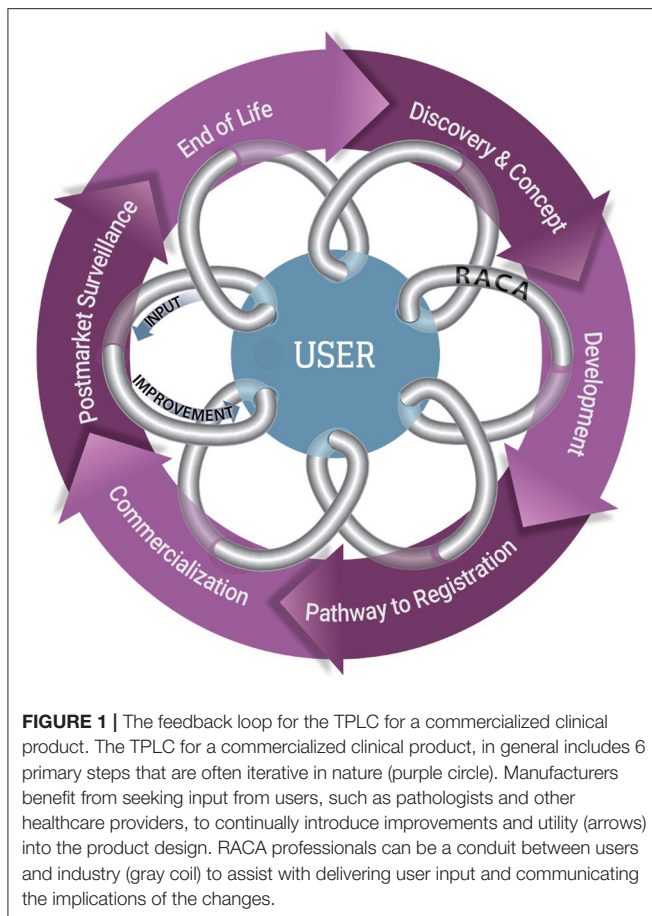 End of Life
Discovery & Concept
RACA
Postmarket Surveillance
INPUT
USER
IMPROVEMENT
Development
Commercialization
Pathway to Registration
FIGURE 1 | The feedback loop for the TPLC for a commercialized clinical
product. The TPLC for a commercialized clinical product, in general includes 6
primary steps that are often iterative in nature (purple circle). Manufacturers
benefit from seeking input from users, such as pathologists and other
healthcare providers, to continually introduce improvements and utility (arrows)
into the product design. RACA professionals can be a conduit between users
and industry (gray coil) to assist with delivering user input and communicating
the implications of the changes.